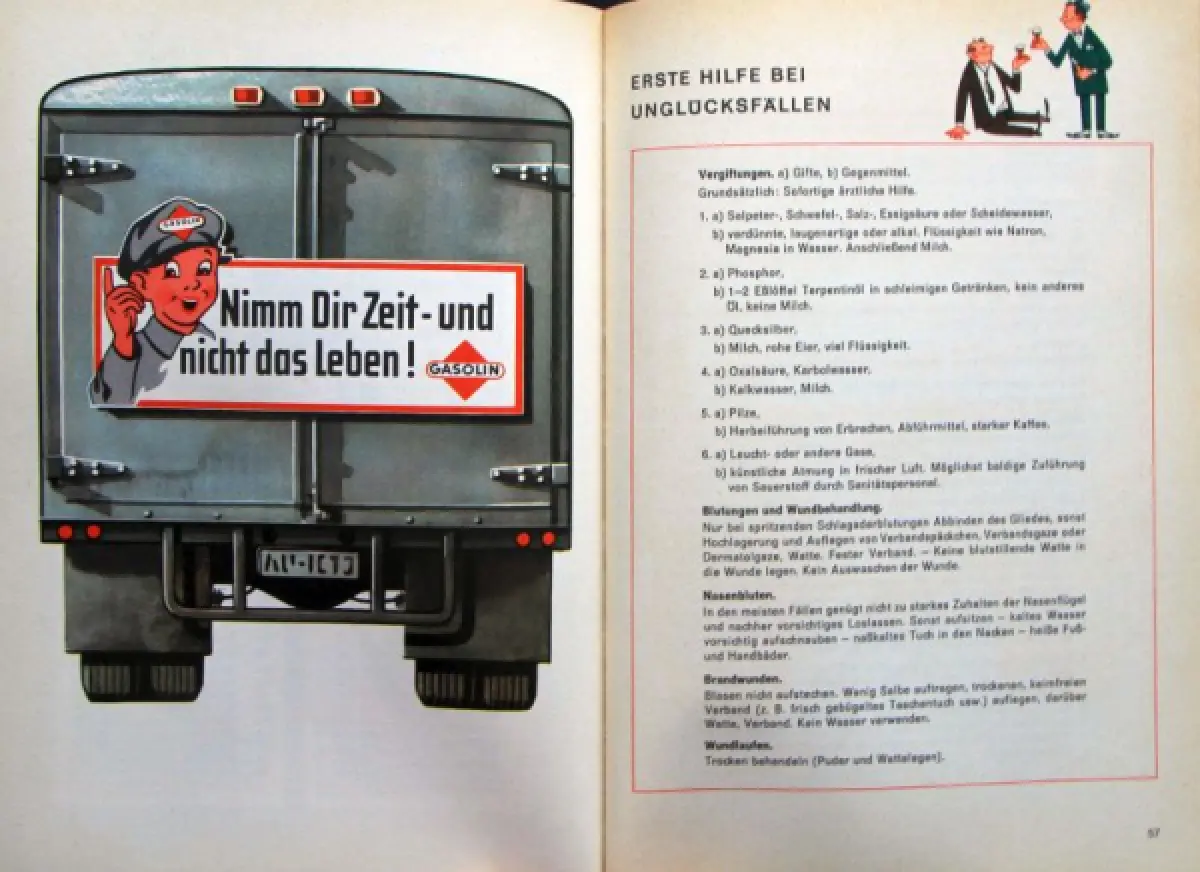 GASOLIN
Nimm Dir Zeit - und
nicht das Leben!
GASOLIN
ERSTE HILFE BEI
UNGLÜCKSFÄLLEN
Vergiftungen. a) Gifte, b) Gegenmittel.
Grundsätzlich: Sofortige ärztliche Hilfe.
1. a) Salpeter-, Schwefel-, Salz-, Essigsäure oder Scheidewasser,
b) verdünnte, laugenartige oder alkal. Flüssigkeit wie Natron,
Magnesia in Wasser. Anschließend Milch.
2. a) Phosphor,
b) 1–2 Eßlöffel Terpentinöl in schleimigen Getränken, kein anderes
Öl, keine Milch.
3. a) Quecksilber,
b) Milch, rohe Eier, viel Flüssigkeit.
4. a) Oxalsäure, Karbolwasser,
b) Kalkwasser, Milch.
5. a) Pilze,
b) Herbeiführung von Erbrechen, Abführmittel, starker Kaffee.
6. a) Leucht- oder andere Gase,
b) künstliche Atmung in frischer Luft. Möglichst baldige Zuführung
von Sauerstoff durch Sanitätspersonal.
Blutungen und Wundbehandlung.
Nur bei spritzenden Schlagaderblutungen Abbinden des Gliedes, sonst
Hochlagerung und Auflegen von Verbandspäckchen, Verbandsgaze oder
Dermatolgaze, Watte. Fester Verband. – Keine blutstillende Watte in
die Wunde legen. Kein Auswaschen der Wunde.
Nasenbluten.
In den meisten Fällen genügt nicht zu starkes Zuhalten der Nasenflügel
und nachher vorsichtiges Loslassen. Sonst aufsitzen – kaltes Wasser
vorsichtig aufschnauben – naßkaltes Tuch in den Nacken – heiße Fuß-
und Handbäder.
Brandwunden.
Blasen nicht aufstechen. Wenig Salbe auftragen, trockenen, keimfreien
Verband (z. B. frisch gebügeltes Taschentuch usw.) auflegen, darüber
Watte, Verband. Kein Wasser verwenden.
Wundlaufen.
Trocken behandeln (Puder und Wattelagen).
57